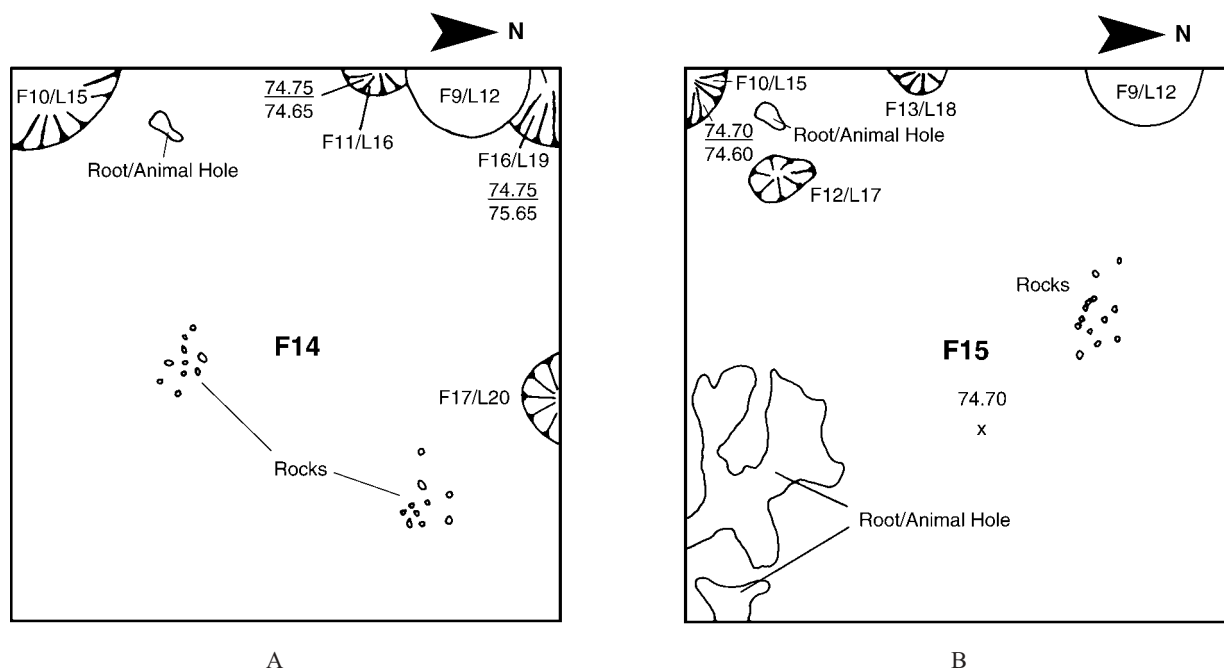 N
F10/L15
74.75
74.65
F11/L16
F9/L12
F16/L19
74.75
75.65
Root/Animal Hole
F14
F17/L20
Rocks
A
N
F10/L15
74.70
74.60
Root/Animal Hole
F13/L18
F9/L12
F12/L17
Rocks
F15
74.70
x
Root/Animal Hole
B